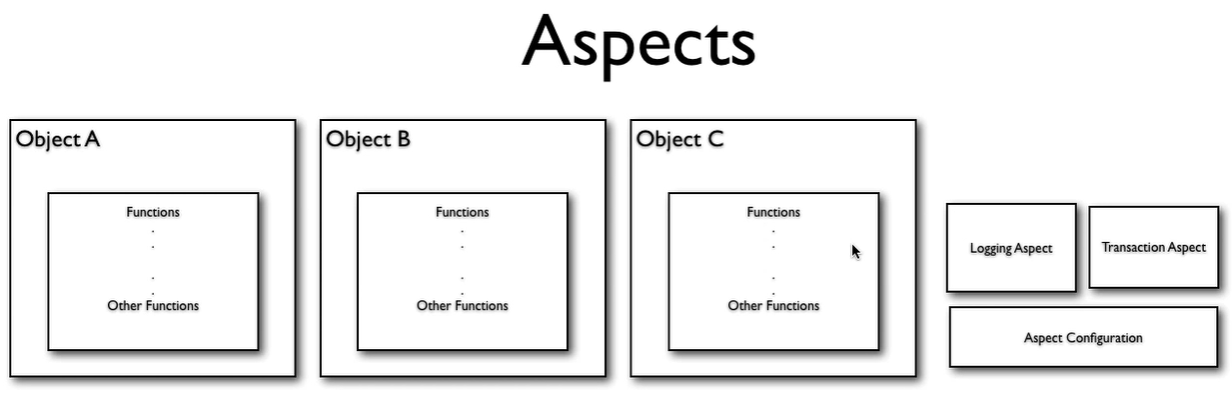 Aspects
Object A
Functions
.
.
.
.
Other Functions
Object B
Functions
.
.
.
.
Other Functions
Object C
Functions
.
.
.
.
Other Functions
Logging Aspect
Transaction Aspect
Aspect Configuration